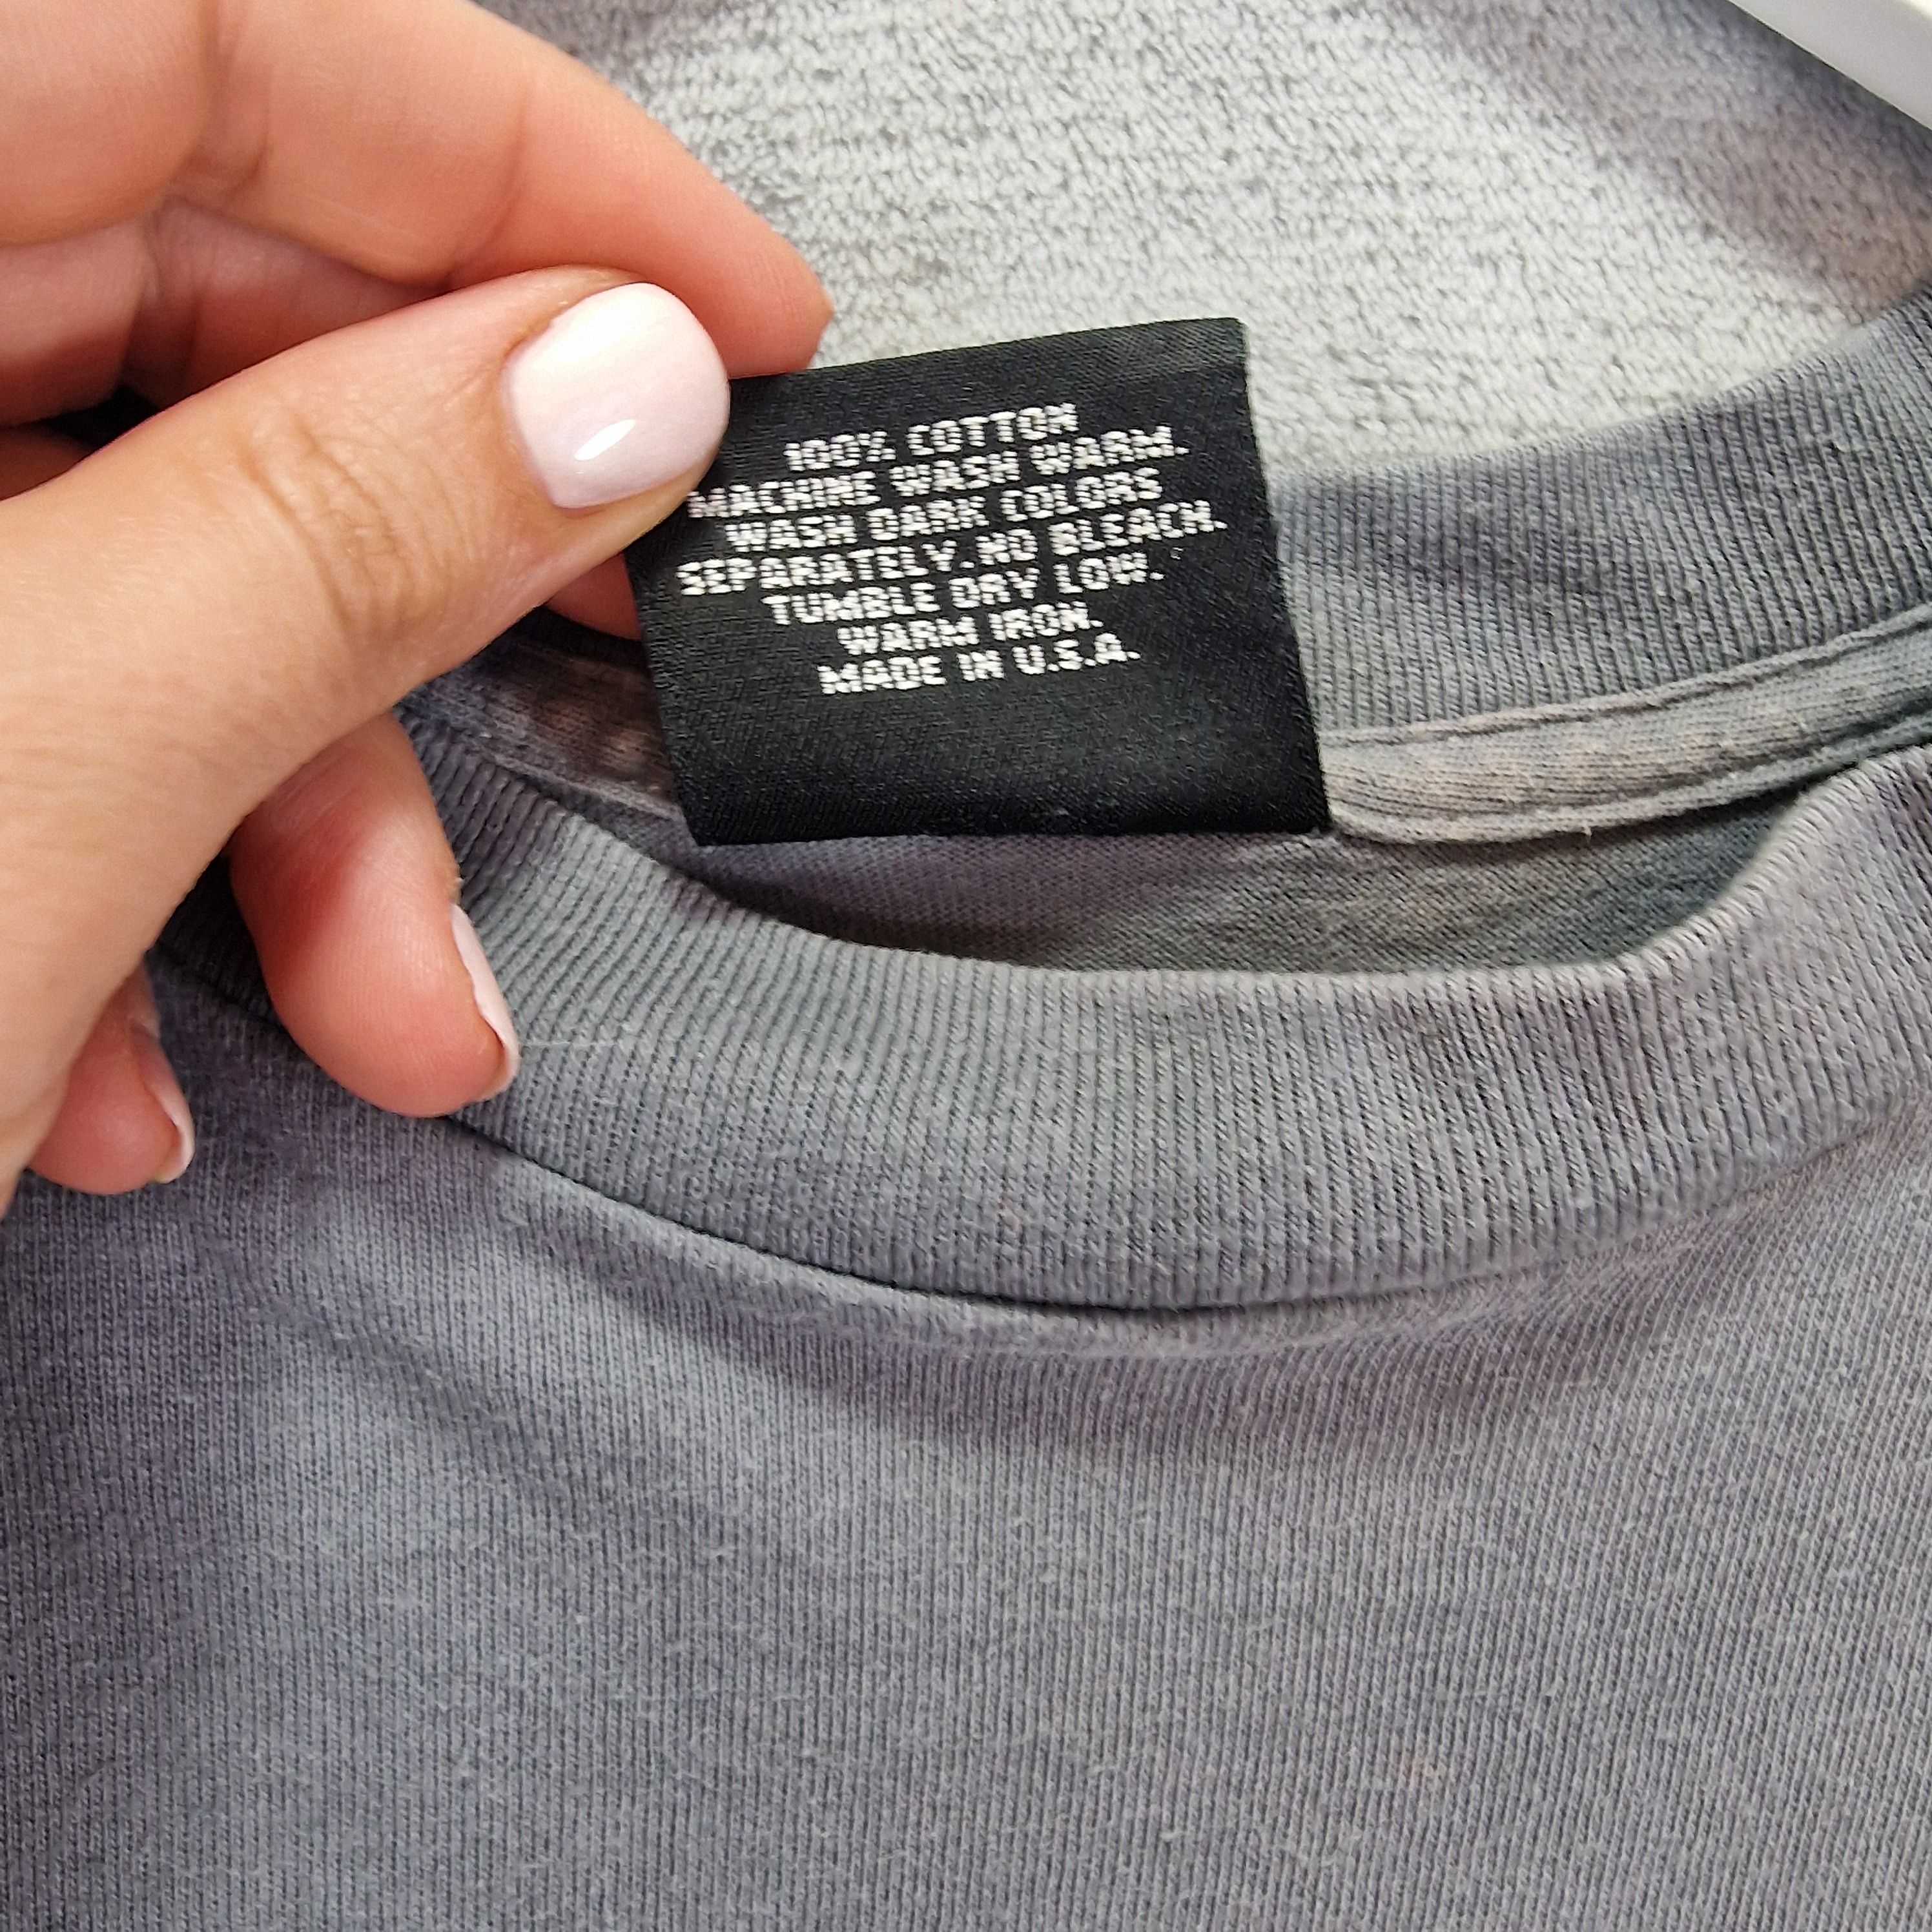 100% COTTON
MACHINE WASH WARM.
WASH DARK COLORS
SEPARATELY. NO BLEACH.
TUMBLE DRY LOW.
WARM IRON.
MADE IN U.S.A.